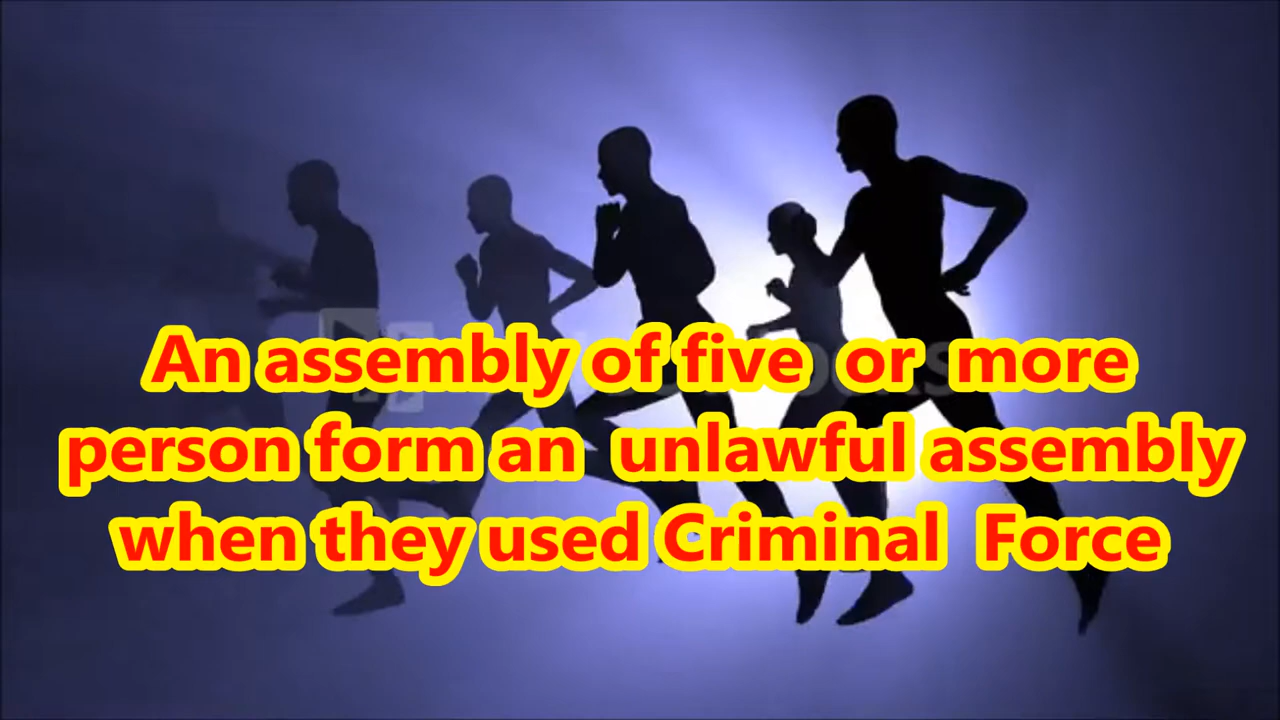 An assembly of five or more
person form an unlawful assembly
when they used Criminal Force